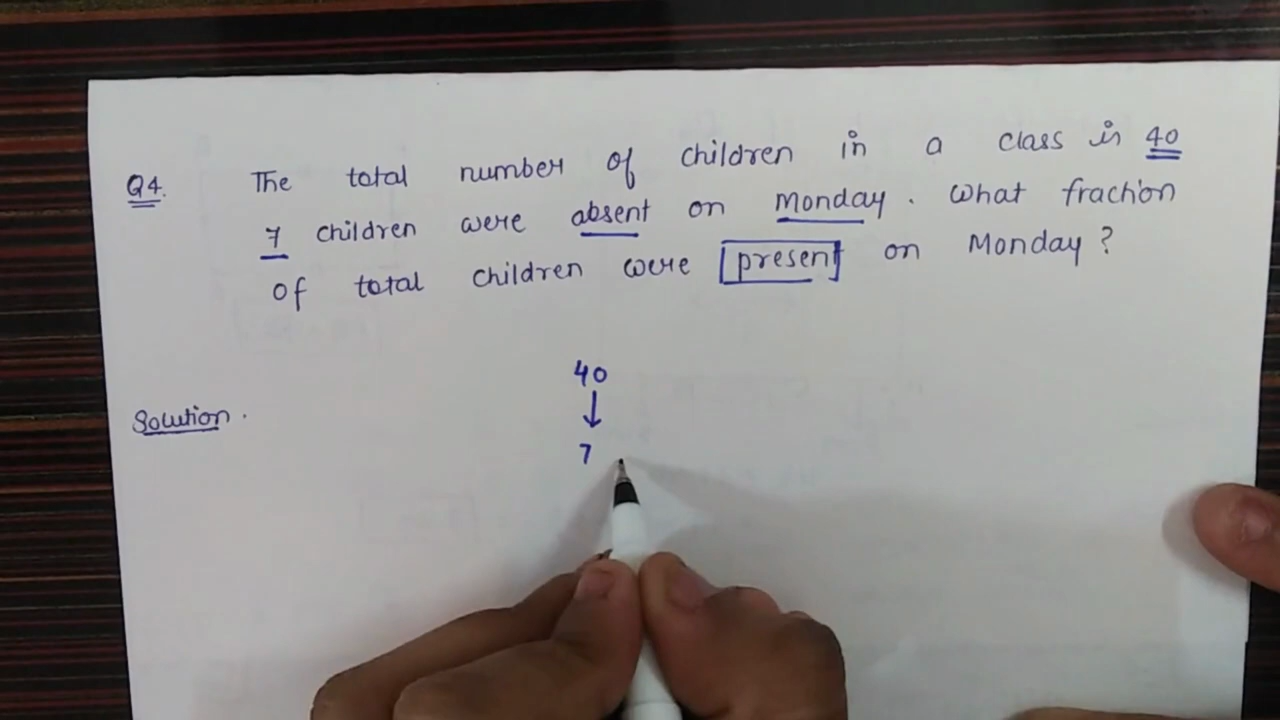 Q4. The total number of children in a class is 40
7 children were absent on Monday. What fraction
of total children were [present] on Monday?
40
Solution.
↓
7